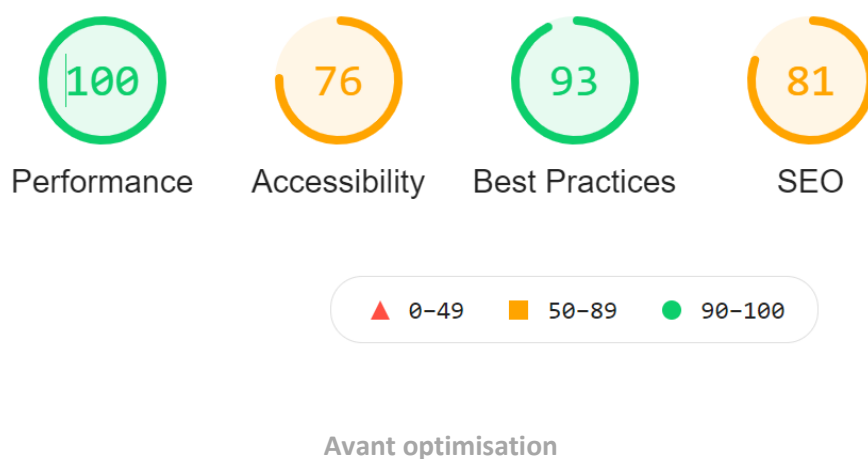 100 76 93 81
Performance Accessibility Best Practices SEO
0–49 50–89 90–100
Avant optimisation